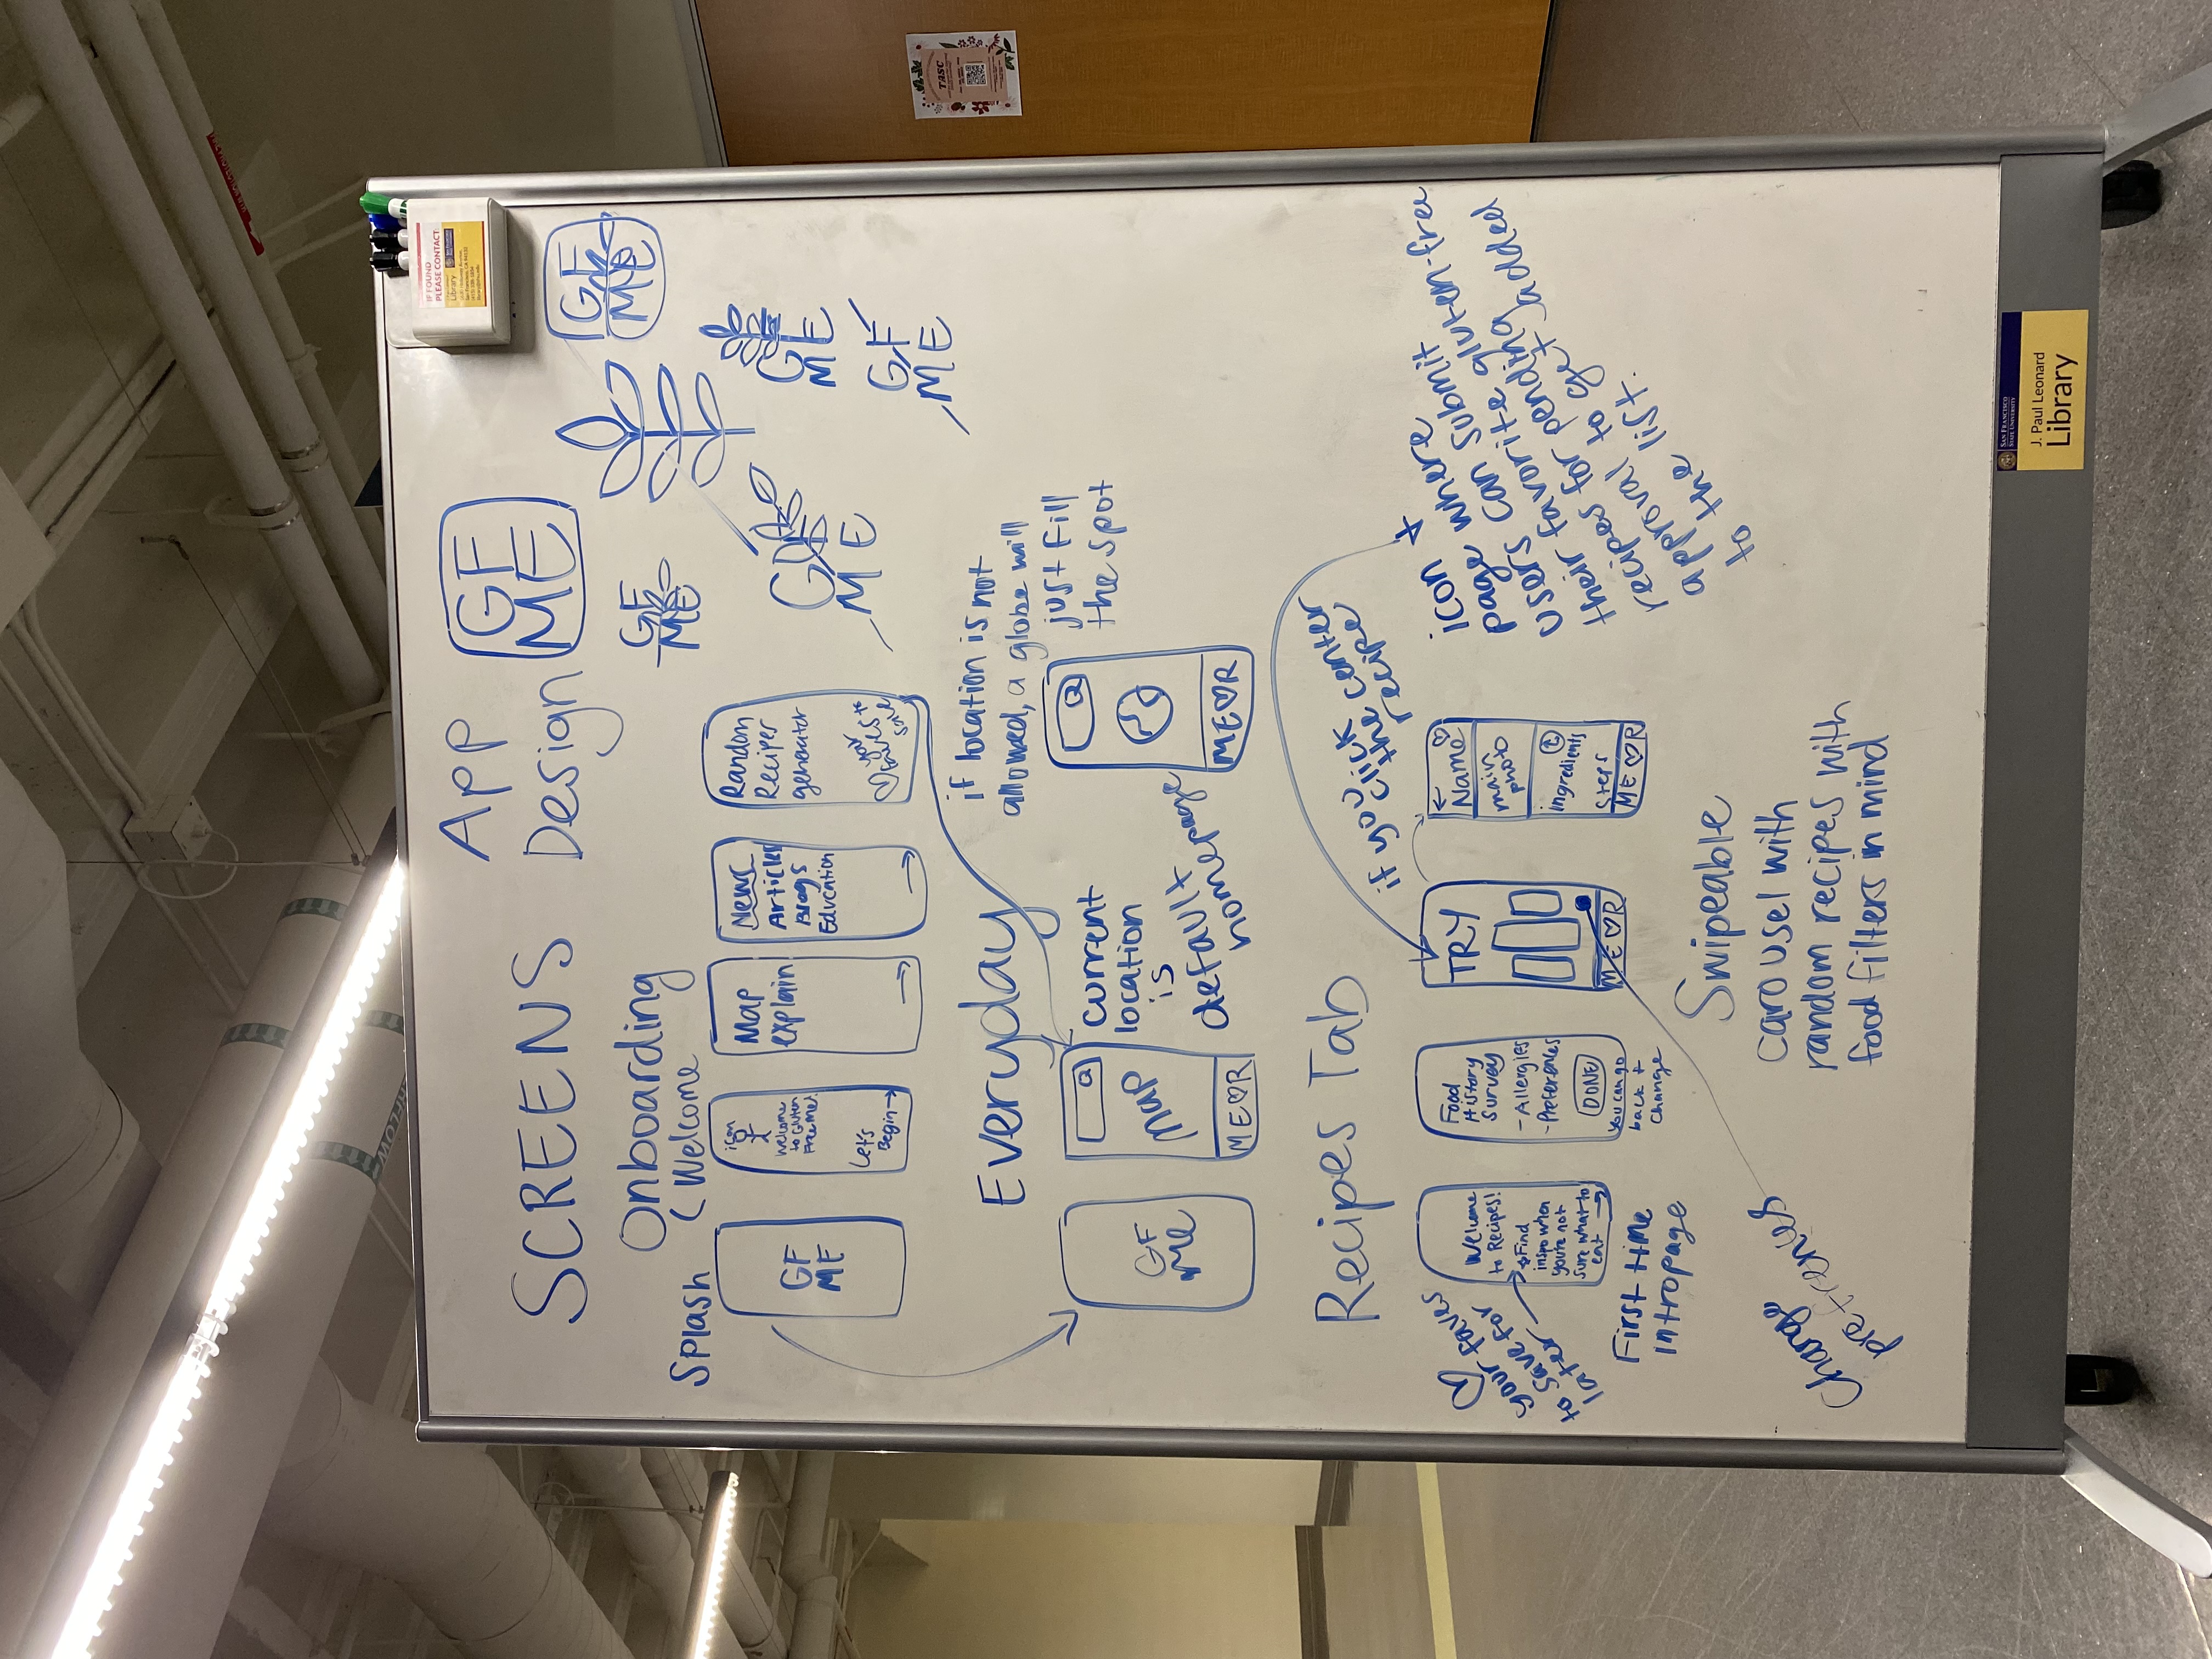 SCREENS
App
Design
GF
ME
IF FOUND
PLEASE CONTACT:
Library
San Francisco, CA 94132
GF
ME
GF
ME
GF
ME
GF
ME
GF
ME
Onboarding
Splash
( Welcome
GF
ME
icon
Welcome
to Gluten
Free Me!
Let's
Begin→
Map
explain
→
News
Articles
Blogs
Education
→
Random
Recipes
generator
♡ your
faves to
save
Everyday
if location is not
allowed, a globe will
just fill
the spot
GF
ME
Map
ME♡R
current
location
is
default
homepage
ME♡R
Recipes Tab
if you click
the center
recipe
♡
your faves
to save for
later
Welcome
to Recipes!
Find
inspo when
you're not
sure what to
eat →
First time
intro page
Food
History
Survey
- Allergies
- Preferences
DONE
you can go
back +
change
TRY
ME♡R
← ♡
Name
main
photo
ingredients
steps
ME♡R
icon +
page where
users can submit
their favorite gluten-free
recipes for pending
approval to get added
to the list.
Change
prefrenies
Swipeable
carousel with
random recipes with
food filters in mind
TASC
SAN FRANCISCO
STATE UNIVERSITY
J. Paul Leonard
Library